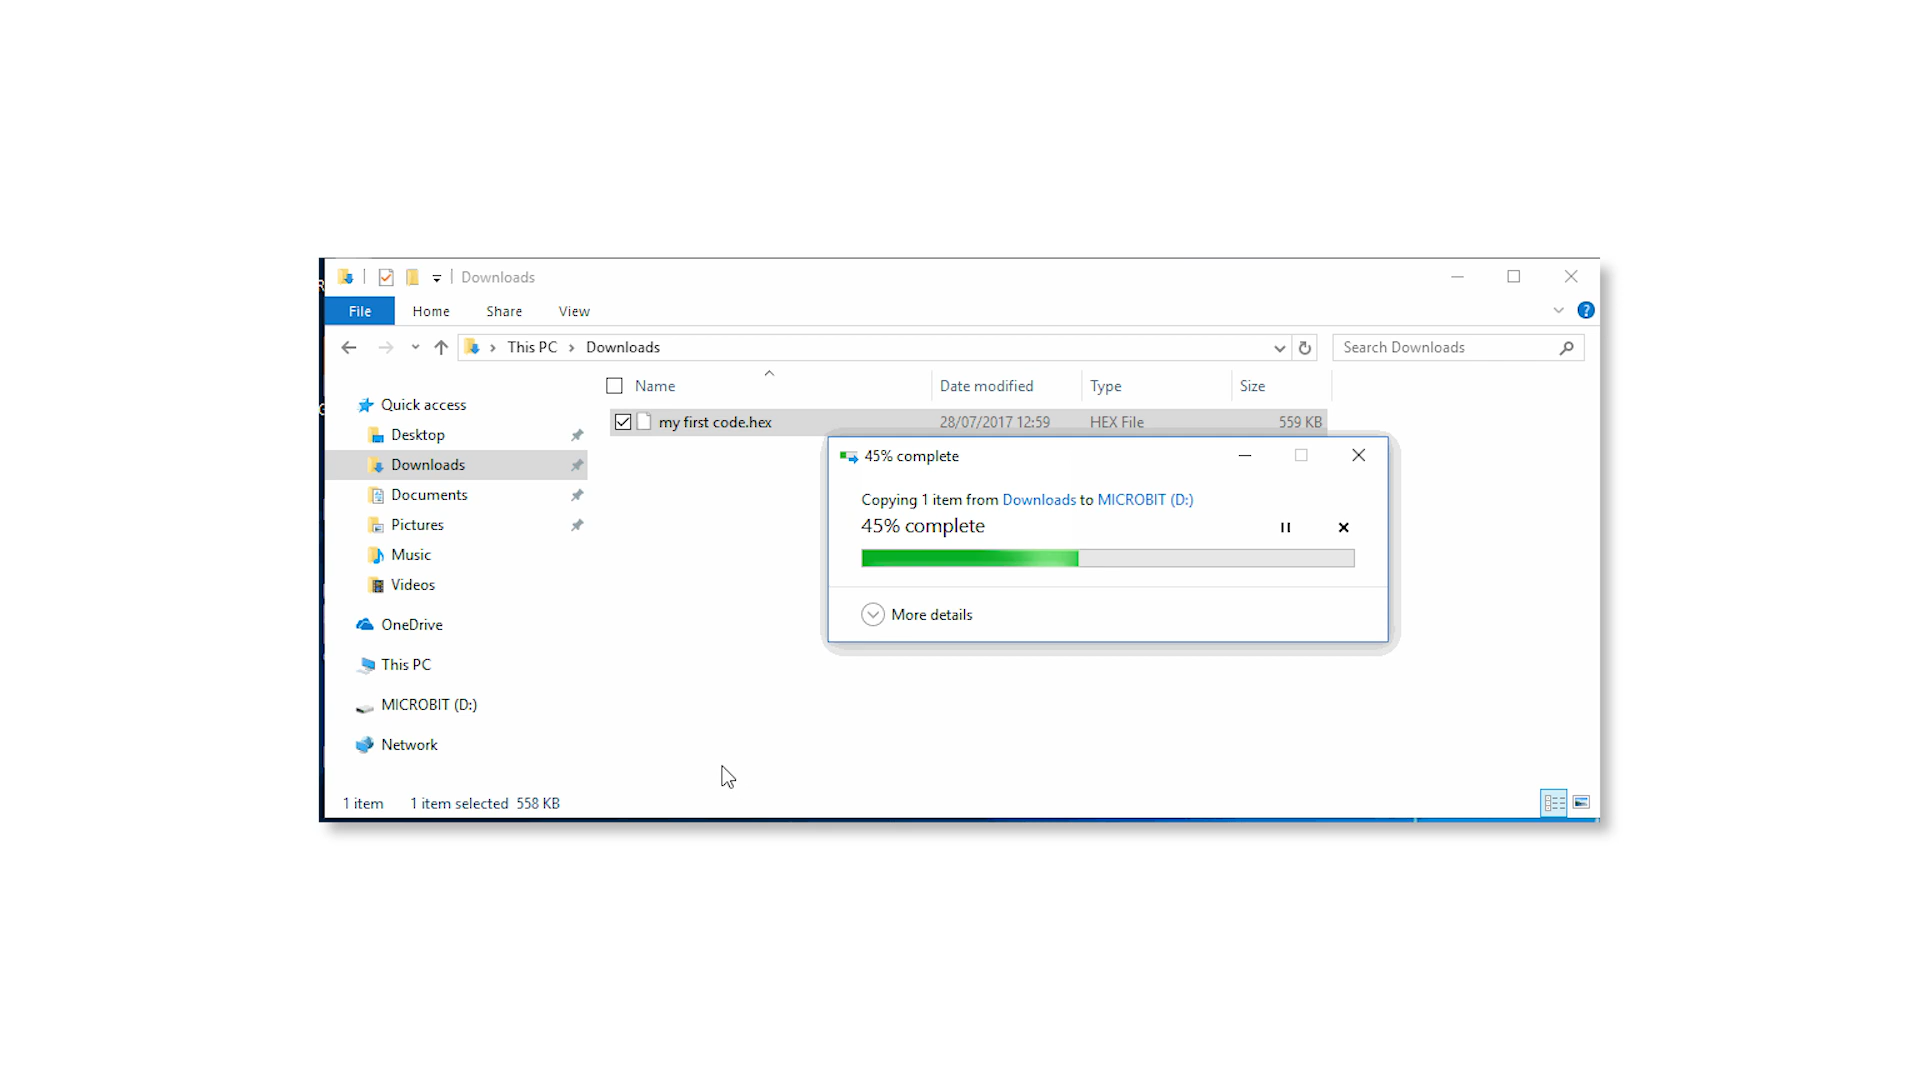 Downloads
File Home Share View
This PC Downloads Search Downloads
Name Date modified Type Size
Quick access
my first code.hex 28/07/2017 12:59 HEX File 559 KB
Desktop
Downloads
Documents
Pictures
Music
Videos
OneDrive
This PC
MICROBIT (D:)
Network
45% complete
Copying 1 item from Downloads to MICROBIT (D:)
45% complete
More details
1 item 1 item selected 558 KB